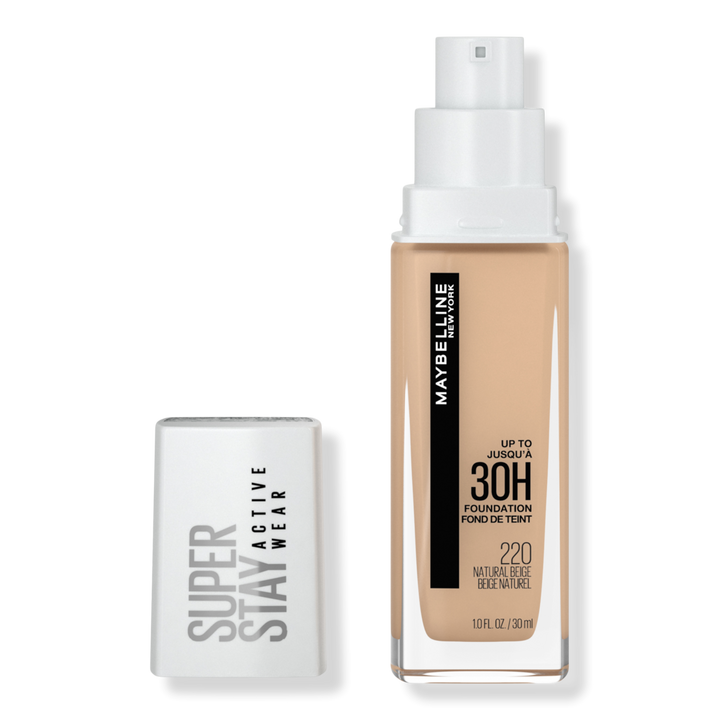 SUPER
STAY
ACTIVE
WEAR
MAYBELLINE
NEW YORK
UP TO
JUSQU'À
30H
FOUNDATION
FOND DE TEINT
220
NATURAL BEIGE
BEIGE NATUREL
1.0 FL. OZ. / 30 ml